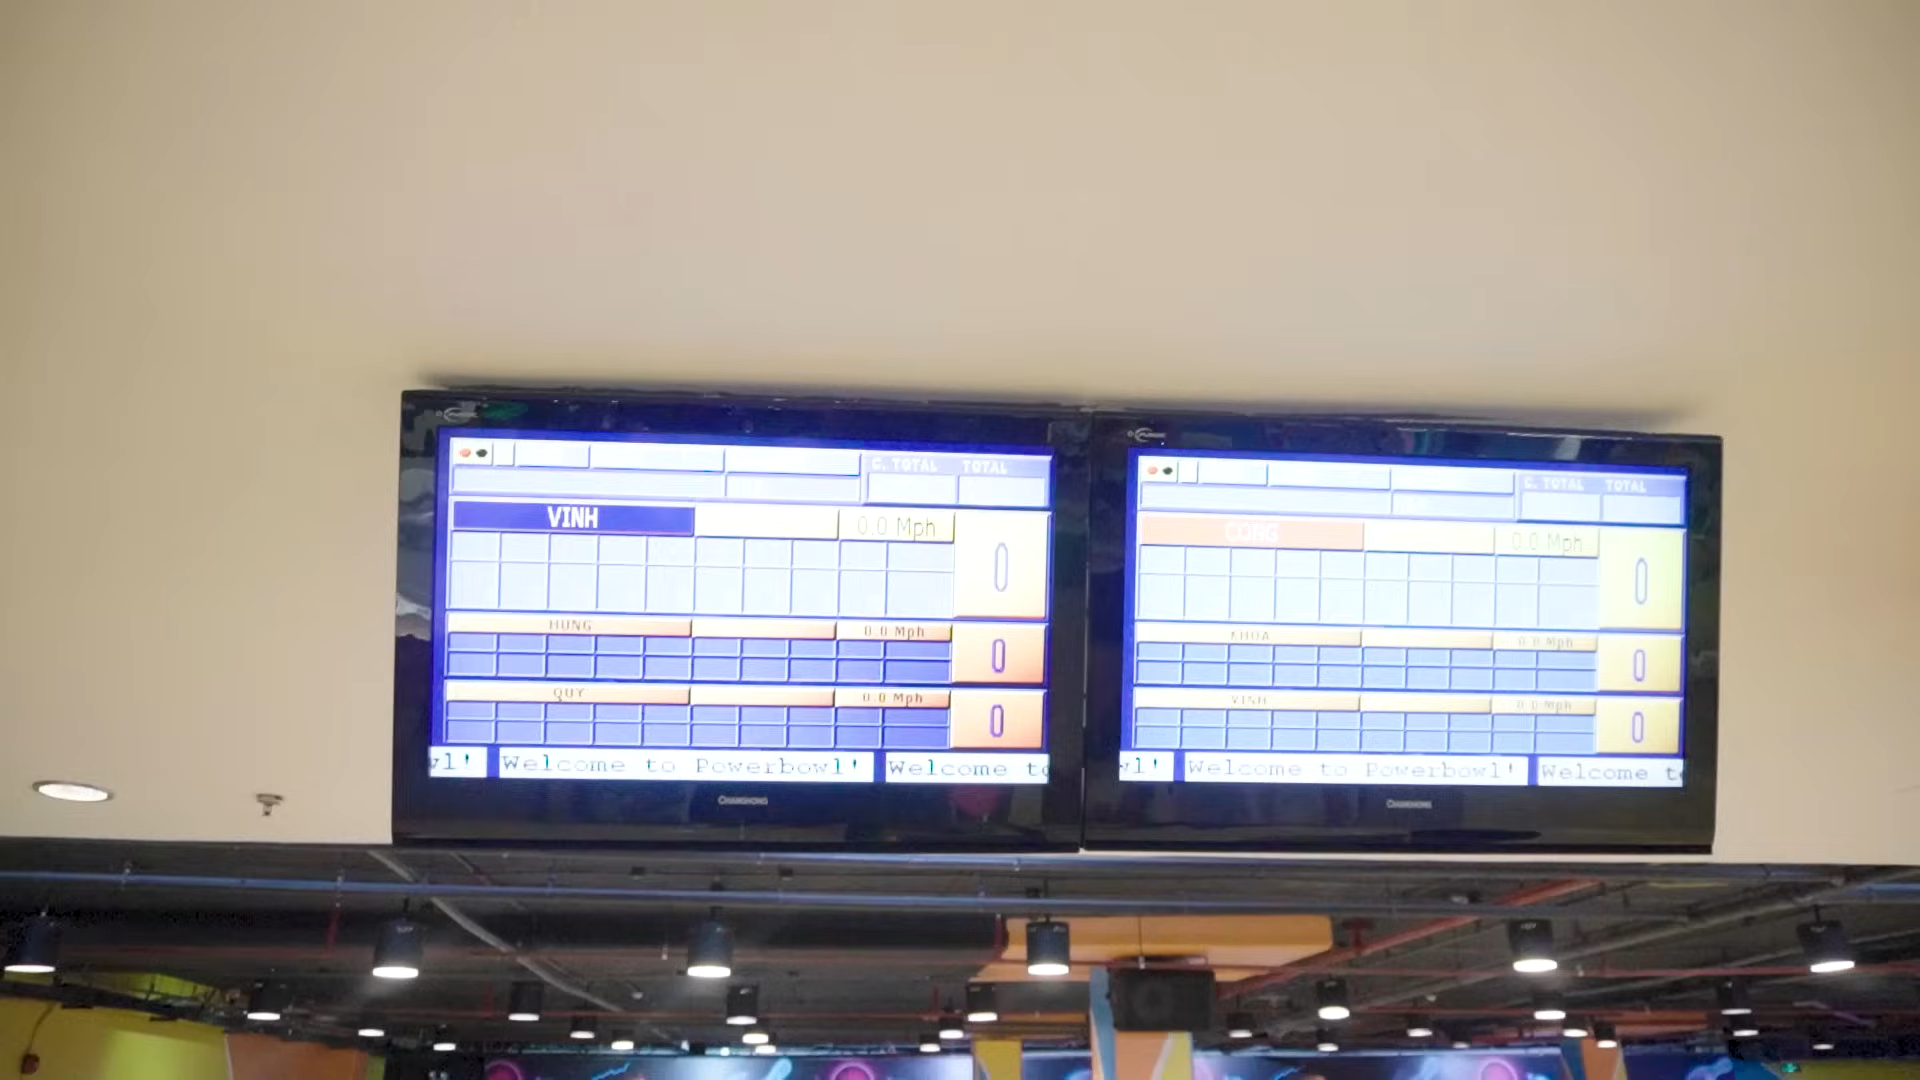 C. TOTAL TOTAL
VINH 0.0 Mph
0
HUNG 0.0 Mph
0
QUY 0.0 Mph
0
wl! Welcome to Powerbowl! Welcome to
CHANGHONG
C. TOTAL TOTAL
CONG 0.0 Mph
0
KHOA 0.0 Mph
0
VINH 0.0 Mph
0
wl! Welcome to Powerbowl! Welcome to
CHANGHONG